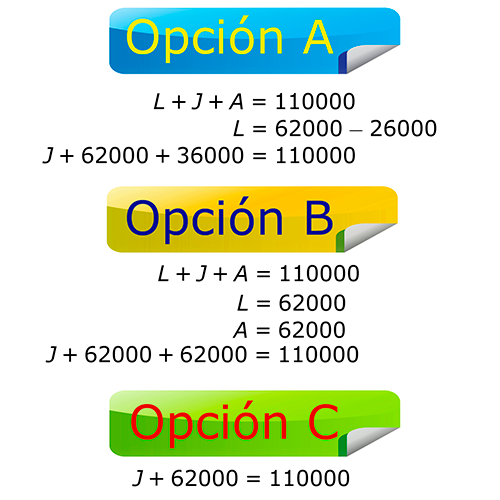 Opción A
L + J + A = 110000
L = 62000 − 26000
J + 62000 + 36000 = 110000
Opción B
L + J + A = 110000
L = 62000
A = 62000
J + 62000 + 62000 = 110000
Opción C
J + 62000 = 110000